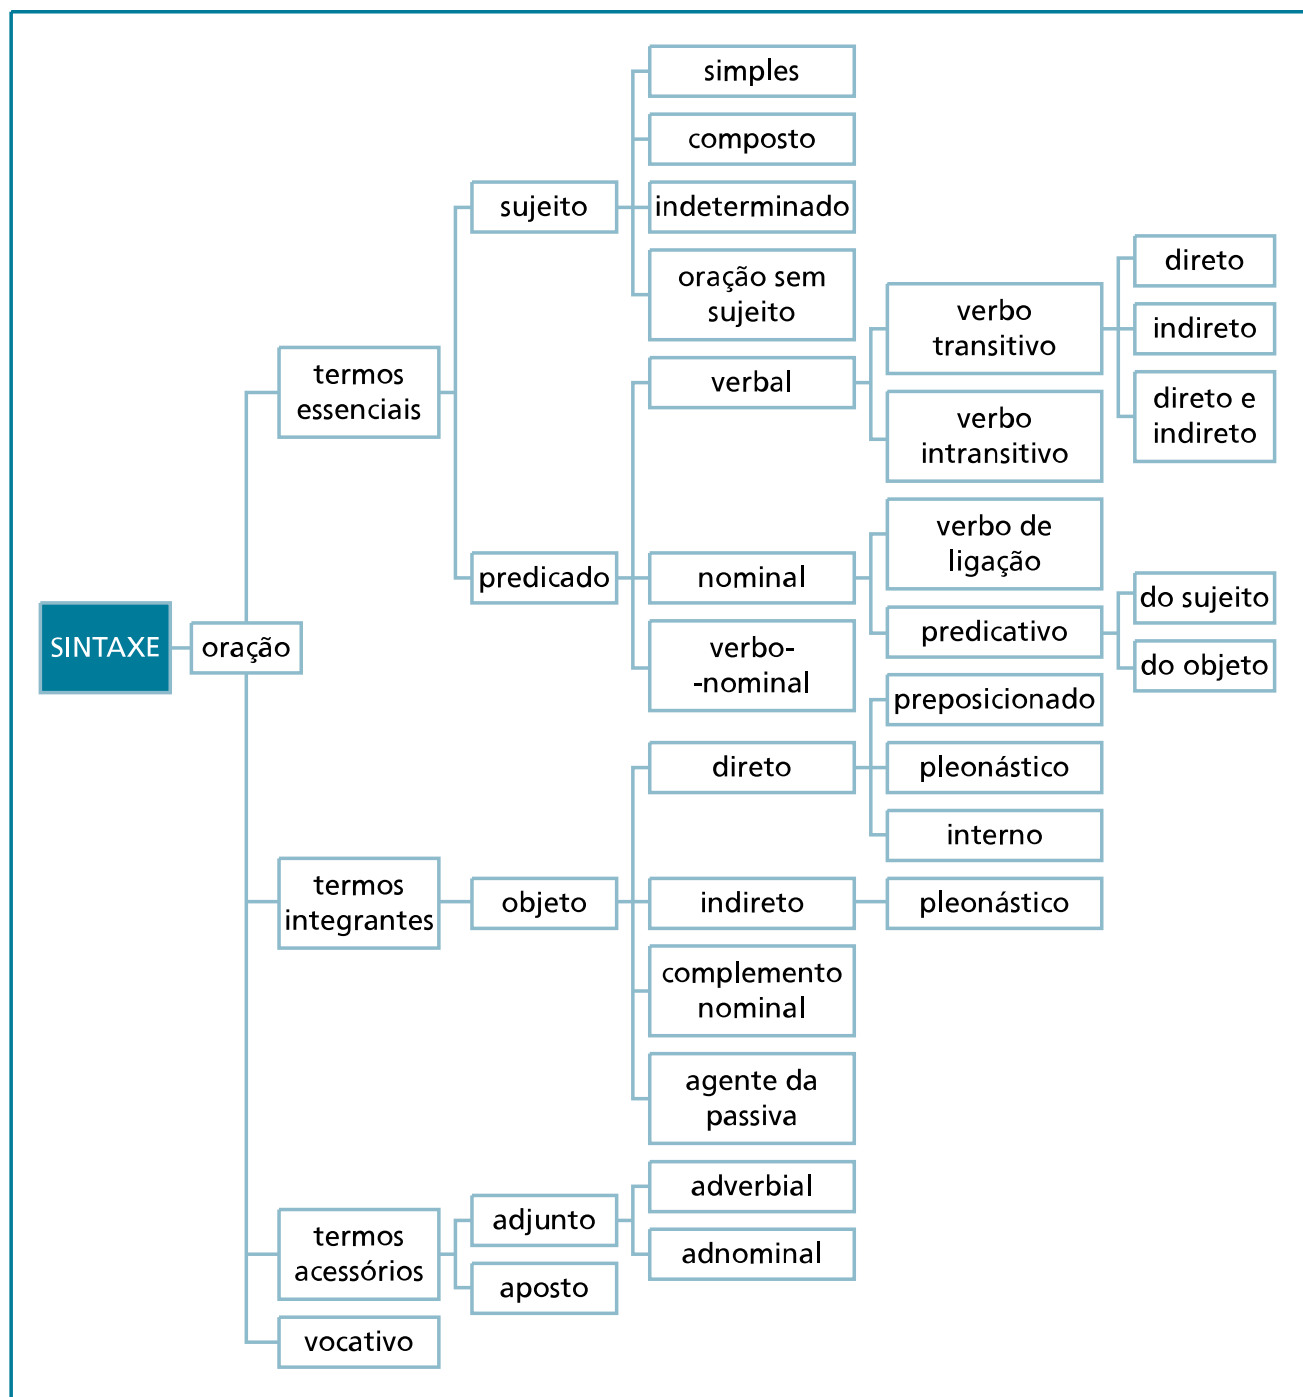 simples
composto
sujeito
indeterminado
oração sem
sujeito
direto
verbo
transitivo
indireto
termos
essenciais
verbal
direto e
indireto
verbo
intransitivo
verbo de
ligação
predicado
nominal
do sujeito
SINTAXE
oração
predicativo
verbo-
-nominal
do objeto
preposicionado
direto
pleonástico
interno
termos
integrantes
objeto
indireto
pleonástico
complemento
nominal
agente da
passiva
adverbial
adjunto
termos
acessórios
adnominal
aposto
vocativo